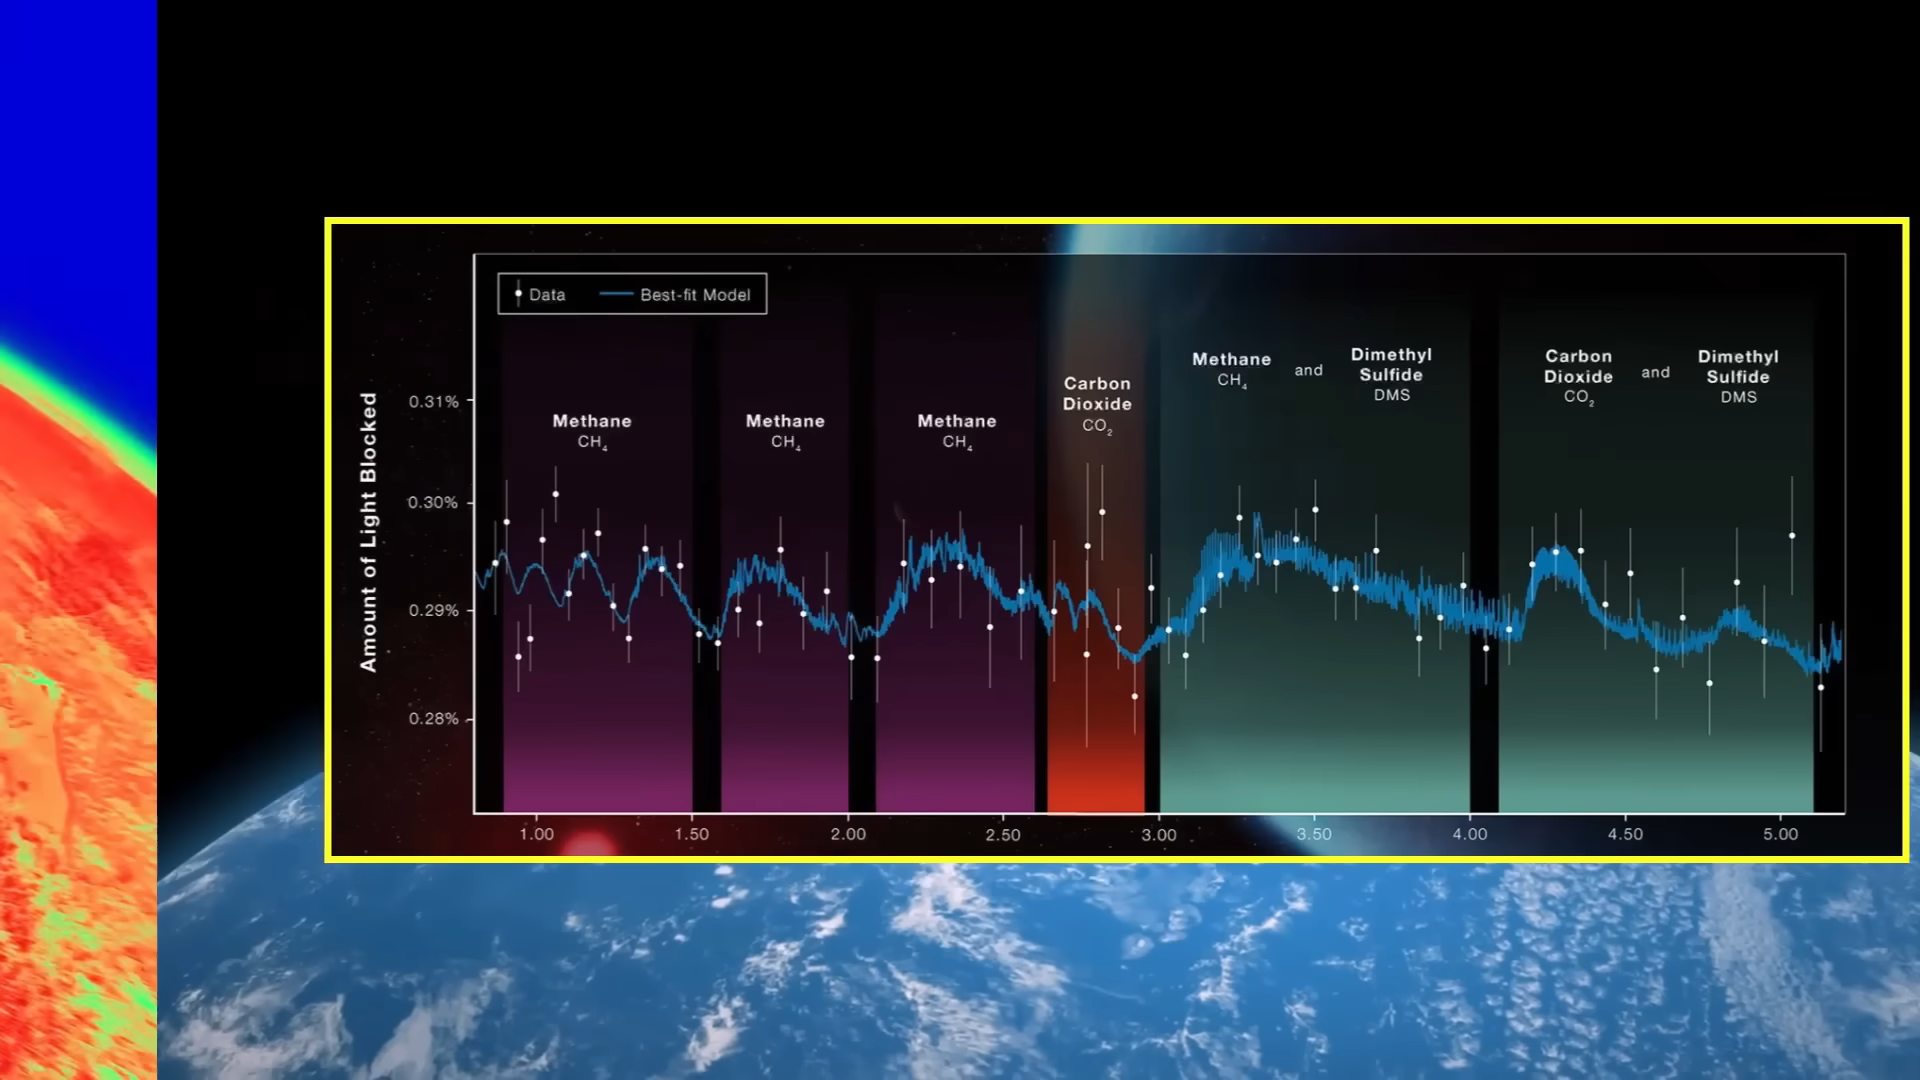 Data
Best-fit Model
Amount of Light Blocked
0.31%
0.30%
0.29%
0.28%
Methane
CH4
Methane
CH4
Methane
CH4
Carbon
Dioxide
CO2
Methane
CH4
and
Dimethyl
Sulfide
DMS
Carbon
Dioxide
CO2
and
Dimethyl
Sulfide
DMS
1.00
1.50
2.00
2.50
3.00
3.50
4.00
4.50
5.00